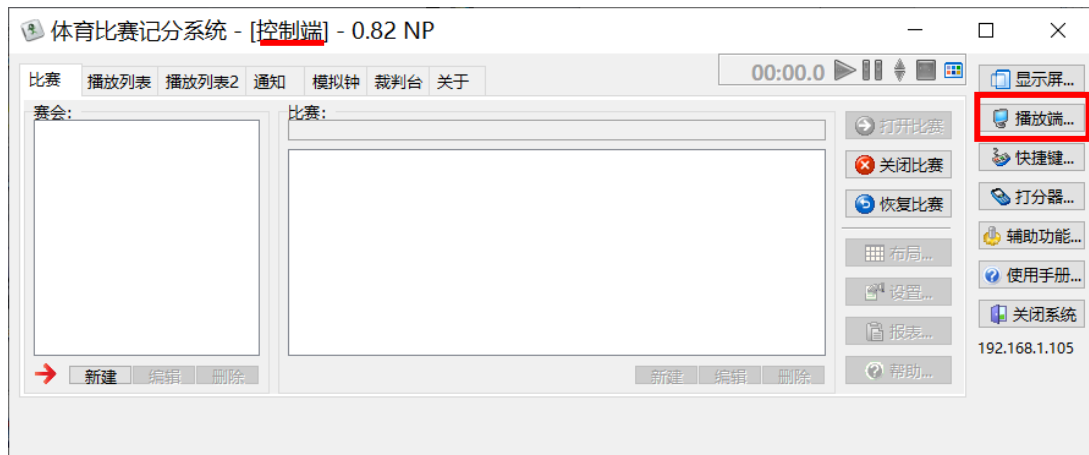 体育比赛记分系统 - [控制端] - 0.82 NP
比赛 播放列表 播放列表2 通知 模拟钟 裁判台 关于
00:00.0
显示屏...
播放端...
快捷键...
打分器...
辅助功能...
使用手册...
关闭系统
192.168.1.105
赛会:
比赛:
打开比赛
关闭比赛
恢复比赛
布局...
设置...
报表...
帮助...
新建 编辑 删除
新建 编辑 删除